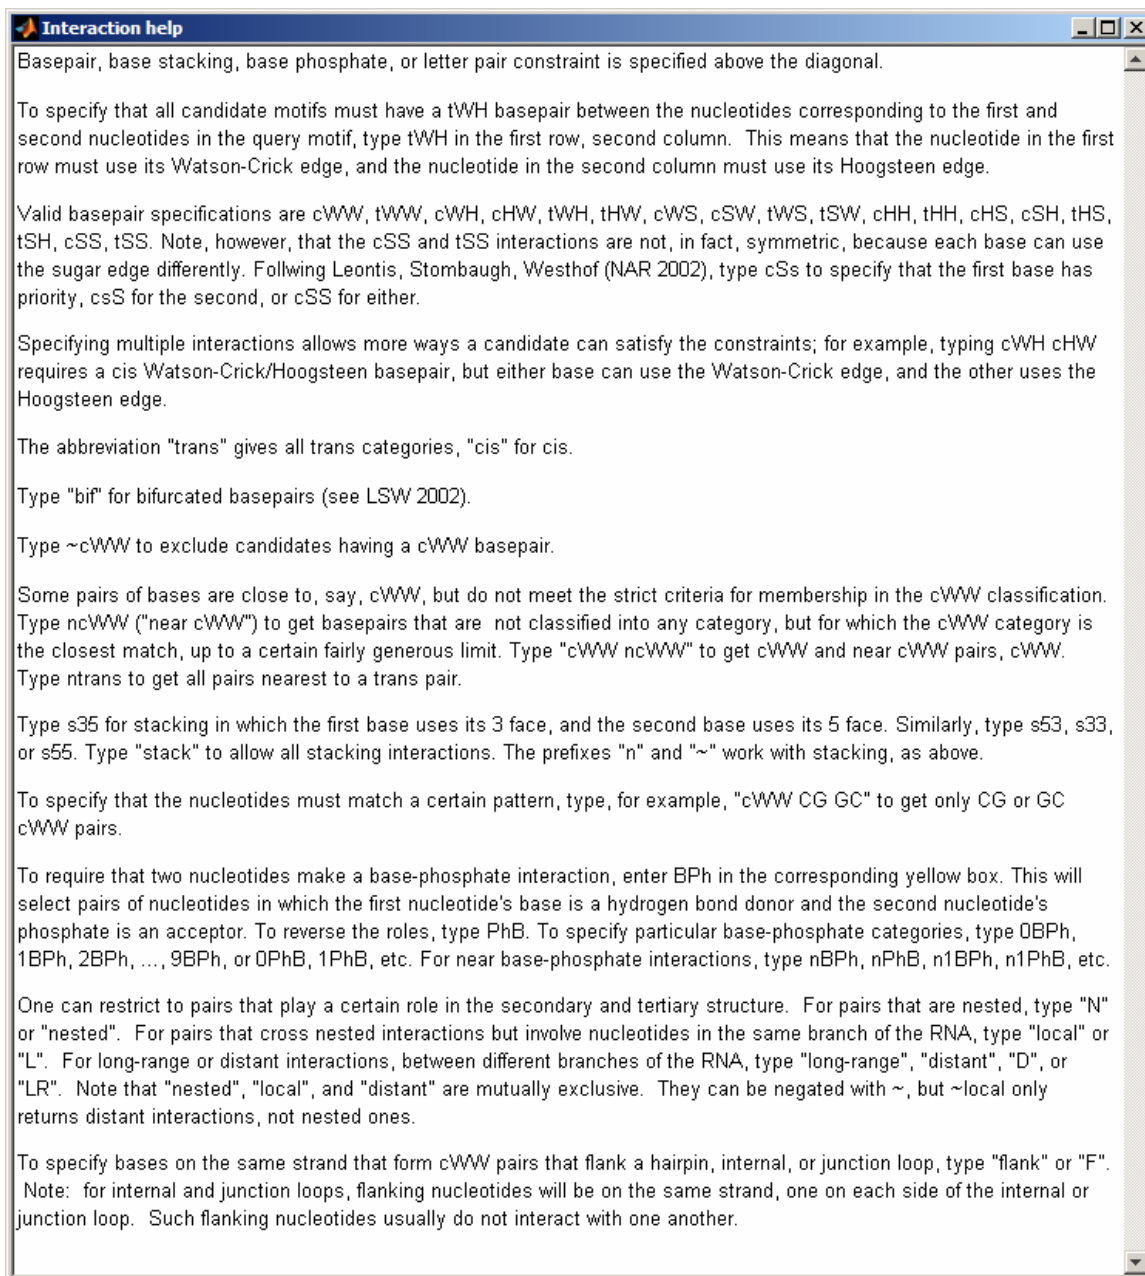 Interaction help
Basepair, base stacking, base phosphate, or letter pair constraint is specified above the diagonal.
To specify that all candidate motifs must have a tWH basepair between the nucleotides corresponding to the first and
second nucleotides in the query motif, type tWH in the first row, second column.  This means that the nucleotide in the first
row must use its Watson-Crick edge, and the nucleotide in the second column must use its Hoogsteen edge.
Valid basepair specifications are cWW, tWW, cWH, cHW, tWH, tHW, cWS, cSW, tWS, tSW, cHH, tHH, cHS, cSH, tHS,
tSH, cSS, tSS. Note, however, that the cSS and tSS interactions are not, in fact, symmetric, because each base can use
the sugar edge differently. Follwing Leontis, Stombaugh, Westhof (NAR 2002), type cSs to specify that the first base has
priority, csS for the second, or cSS for either.
Specifying multiple interactions allows more ways a candidate can satisfy the constraints; for example, typing cWH cHW
requires a cis Watson-Crick/Hoogsteen basepair, but either base can use the Watson-Crick edge, and the other uses the
Hoogsteen edge.
The abbreviation "trans" gives all trans categories, "cis" for cis.
Type "bif" for bifurcated basepairs (see LSW 2002).
Type ~cWW to exclude candidates having a cWW basepair.
Some pairs of bases are close to, say, cWW, but do not meet the strict criteria for membership in the cWW classification.
Type ncWW ("near cWW") to get basepairs that are  not classified into any category, but for which the cWW category is
the closest match, up to a certain fairly generous limit. Type "cWW ncWW" to get cWW and near cWW pairs, cWW.
Type ntrans to get all pairs nearest to a trans pair.
Type s35 for stacking in which the first base uses its 3 face, and the second base uses its 5 face. Similarly, type s53, s33,
or s55. Type "stack" to allow all stacking interactions. The prefixes "n" and "~" work with stacking, as above.
To specify that the nucleotides must match a certain pattern, type, for example, "cWW CG GC" to get only CG or GC
cWW pairs.
To require that two nucleotides make a base-phosphate interaction, enter BPh in the corresponding yellow box. This will
select pairs of nucleotides in which the first nucleotide's base is a hydrogen bond donor and the second nucleotide's
phosphate is an acceptor. To reverse the roles, type PhB. To specify particular base-phosphate categories, type 0BPh,
1BPh, 2BPh, ..., 9BPh, or 0PhB, 1PhB, etc. For near base-phosphate interactions, type nBPh, nPhB, n1BPh, n1PhB, etc.
One can restrict to pairs that play a certain role in the secondary and tertiary structure.  For pairs that are nested, type "N"
or "nested".  For pairs that cross nested interactions but involve nucleotides in the same branch of the RNA, type "local" or
"L".  For long-range or distant interactions, between different branches of the RNA, type "long-range", "distant", "D", or
"LR".  Note that "nested", "local", and "distant" are mutually exclusive.  They can be negated with ~, but ~local only
returns distant interactions, not nested ones.
To specify bases on the same strand that form cWW pairs that flank a hairpin, internal, or junction loop, type "flank" or "F".
Note:  for internal and junction loops, flanking nucleotides will be on the same strand, one on each side of the internal or
junction loop.  Such flanking nucleotides usually do not interact with one another.